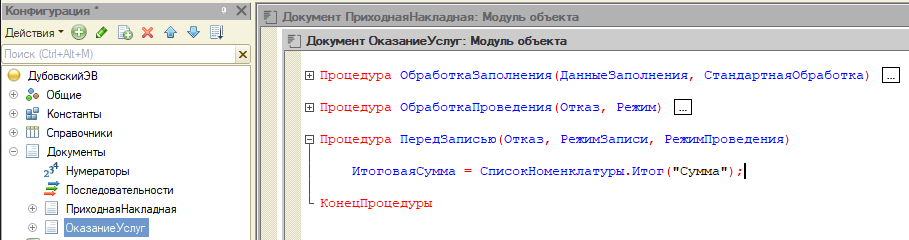 Конфигурация *
Действия
Поиск (Ctrl+Alt+M)
ДубовскийЭВ
Общие
Константы
Справочники
Документы
Нумераторы
Последовательности
ПриходнаяНакладная
ОказаниеУслуг
Документ ПриходнаяНакладная: Модуль объекта
Документ ОказаниеУслуг: Модуль объекта
Процедура ОбработкаЗаполнения(ДанныеЗаполнения, СтандартнаяОбработка) ...
Процедура ОбработкаПроведения(Отказ, Режим) ...
Процедура ПередЗаписью(Отказ, РежимЗаписи, РежимПроведения)
ИтоговаяСумма = СписокНоменклатуры.Итог("Сумма");
КонецПроцедуры